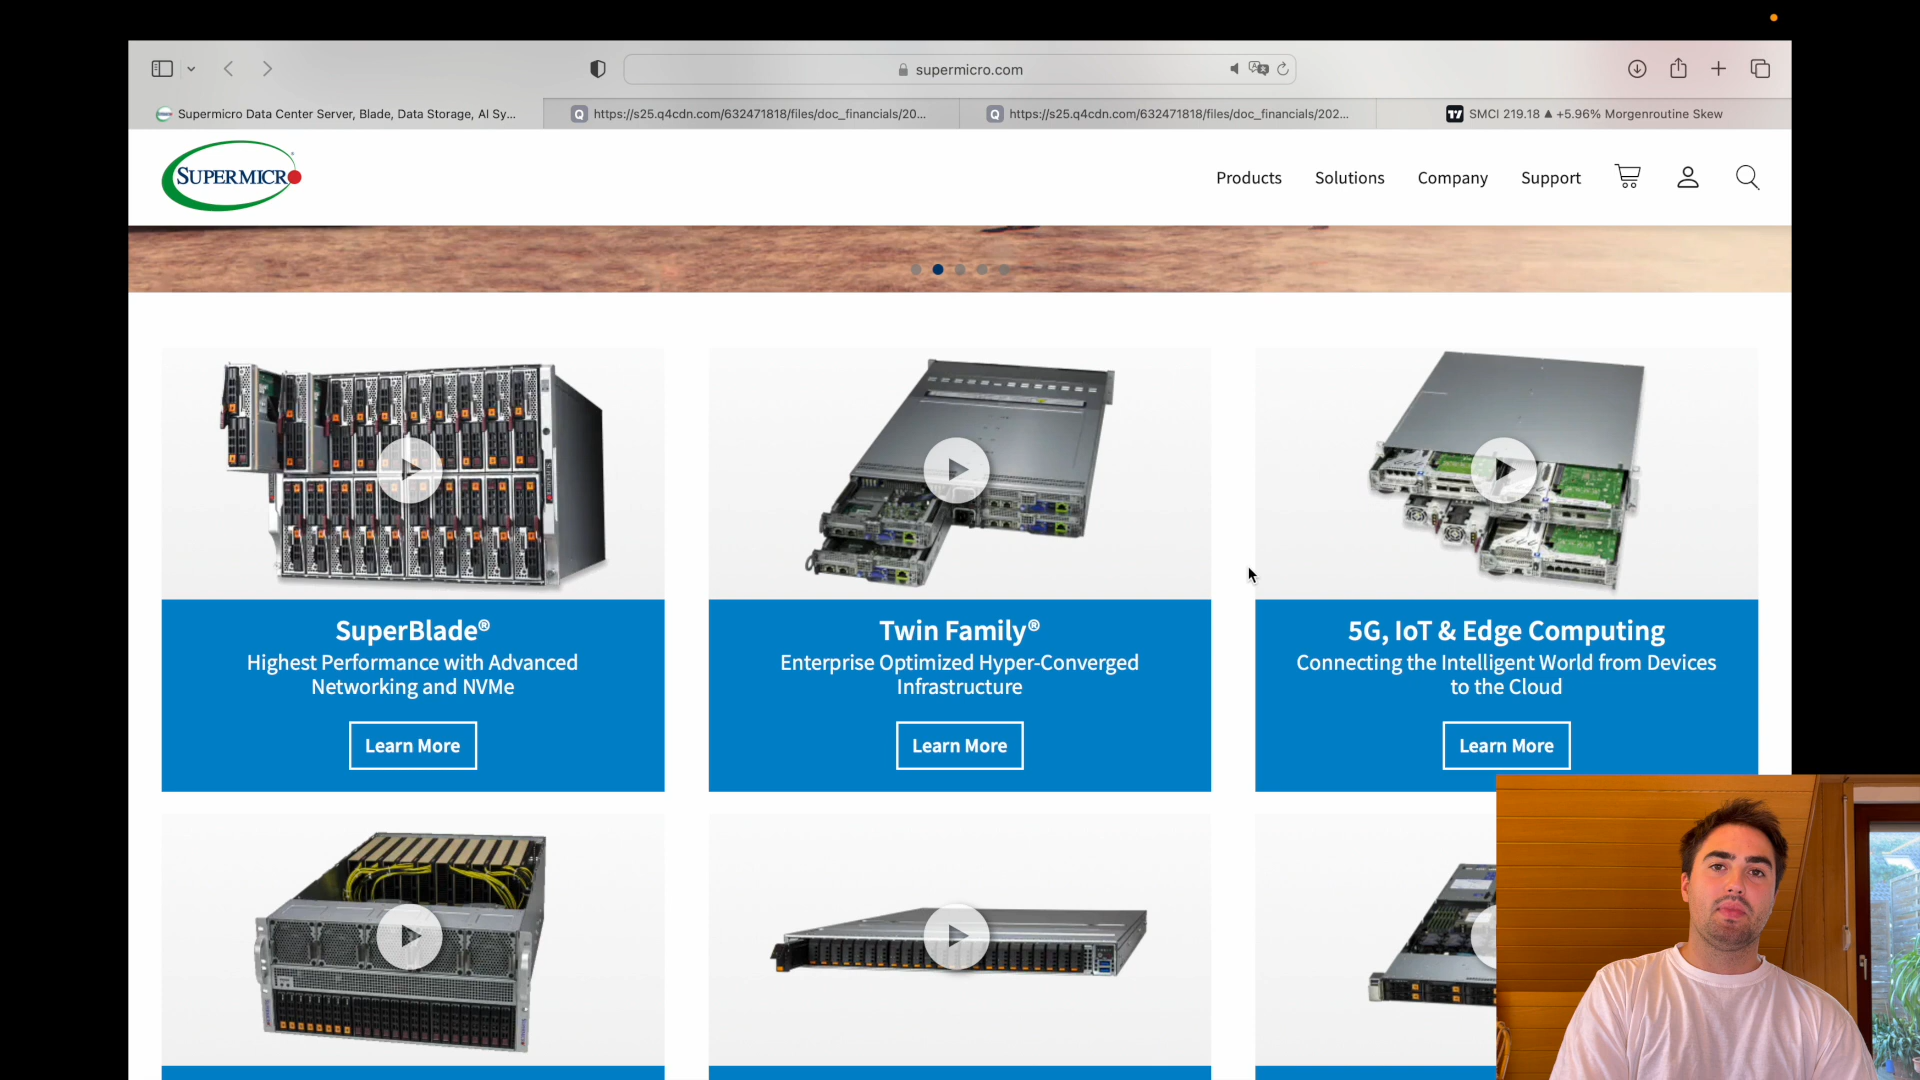 supermicro.com
Supermicro Data Center Server, Blade, Data Storage, AI Sy...
https://s25.q4cdn.com/632471818/files/doc_financials/20...
https://s25.q4cdn.com/632471818/files/doc_financials/202...
SMCI 219.18 ▲ +5.96% Morgenroutine Skew
SUPERMICR
Products
Solutions
Company
Support
SuperBlade®
Highest Performance with Advanced
Networking and NVMe
Learn More
Twin Family®
Enterprise Optimized Hyper-Converged
Infrastructure
Learn More
5G, IoT & Edge Computing
Connecting the Intelligent World from Devices
to the Cloud
Learn More